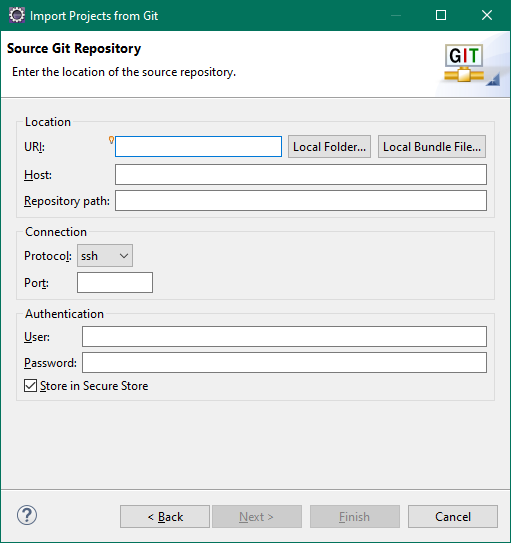 Import Projects from Git
Source Git Repository
Enter the location of the source repository.
GIT
Location
URI: Local Folder... Local Bundle File...
Host:
Repository path:
Connection
Protocol: ssh
Port:
Authentication
User:
Password:
Store in Secure Store
? < Back Next > Finish Cancel